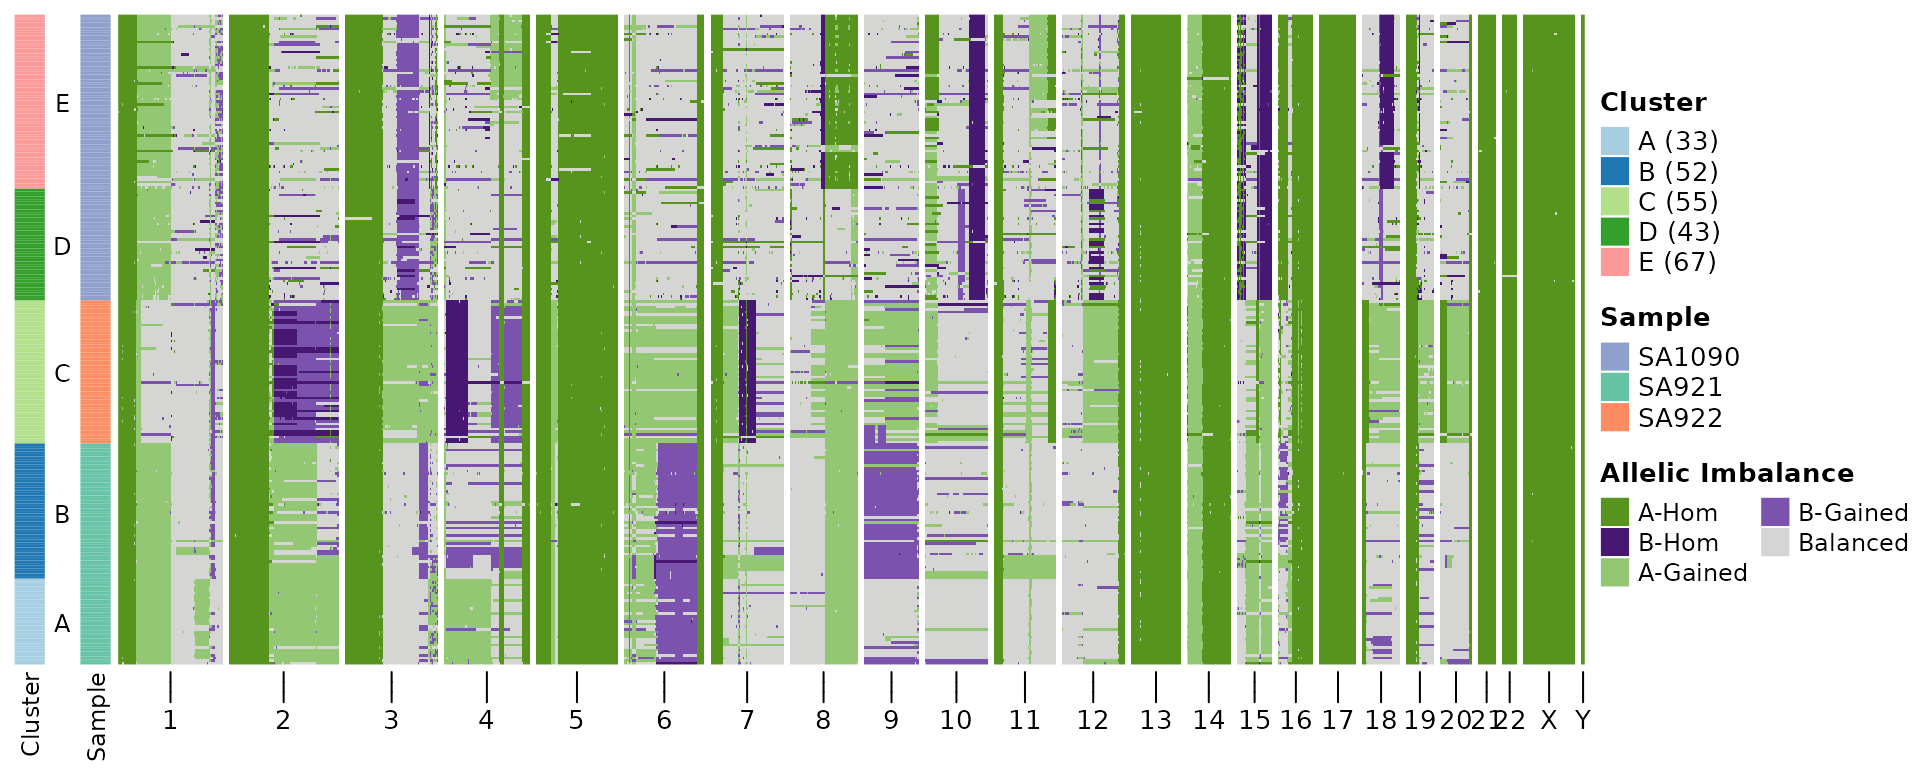 E
D
C
B
A
Cluster
Sample
1 2 3 4 5 6 7 8 9 10 11 12 13 14 15 16 17 18 19 20 21 22 X Y
Cluster
A (33)
B (52)
C (55)
D (43)
E (67)
Sample
SA1090
SA921
SA922
Allelic Imbalance
A-Hom B-Gained
B-Hom Balanced
A-Gained